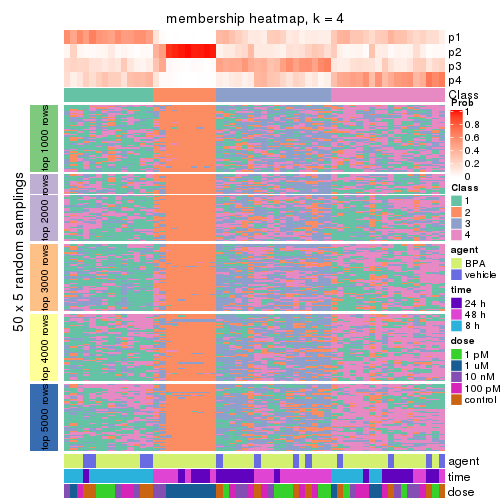 membership heatmap, k = 4
p1
p2
p3
p4
Class
50 x 5 random samplings
top 1000 rows
top 2000 rows
top 3000 rows
top 4000 rows
top 5000 rows
agent
time
dose
Prob
1
0.8
0.6
0.4
0.2
0
Class
1
2
3
4
agent
BPA
vehicle
time
24 h
48 h
8 h
dose
1 pM
1 uM
10 nM
100 pM
control